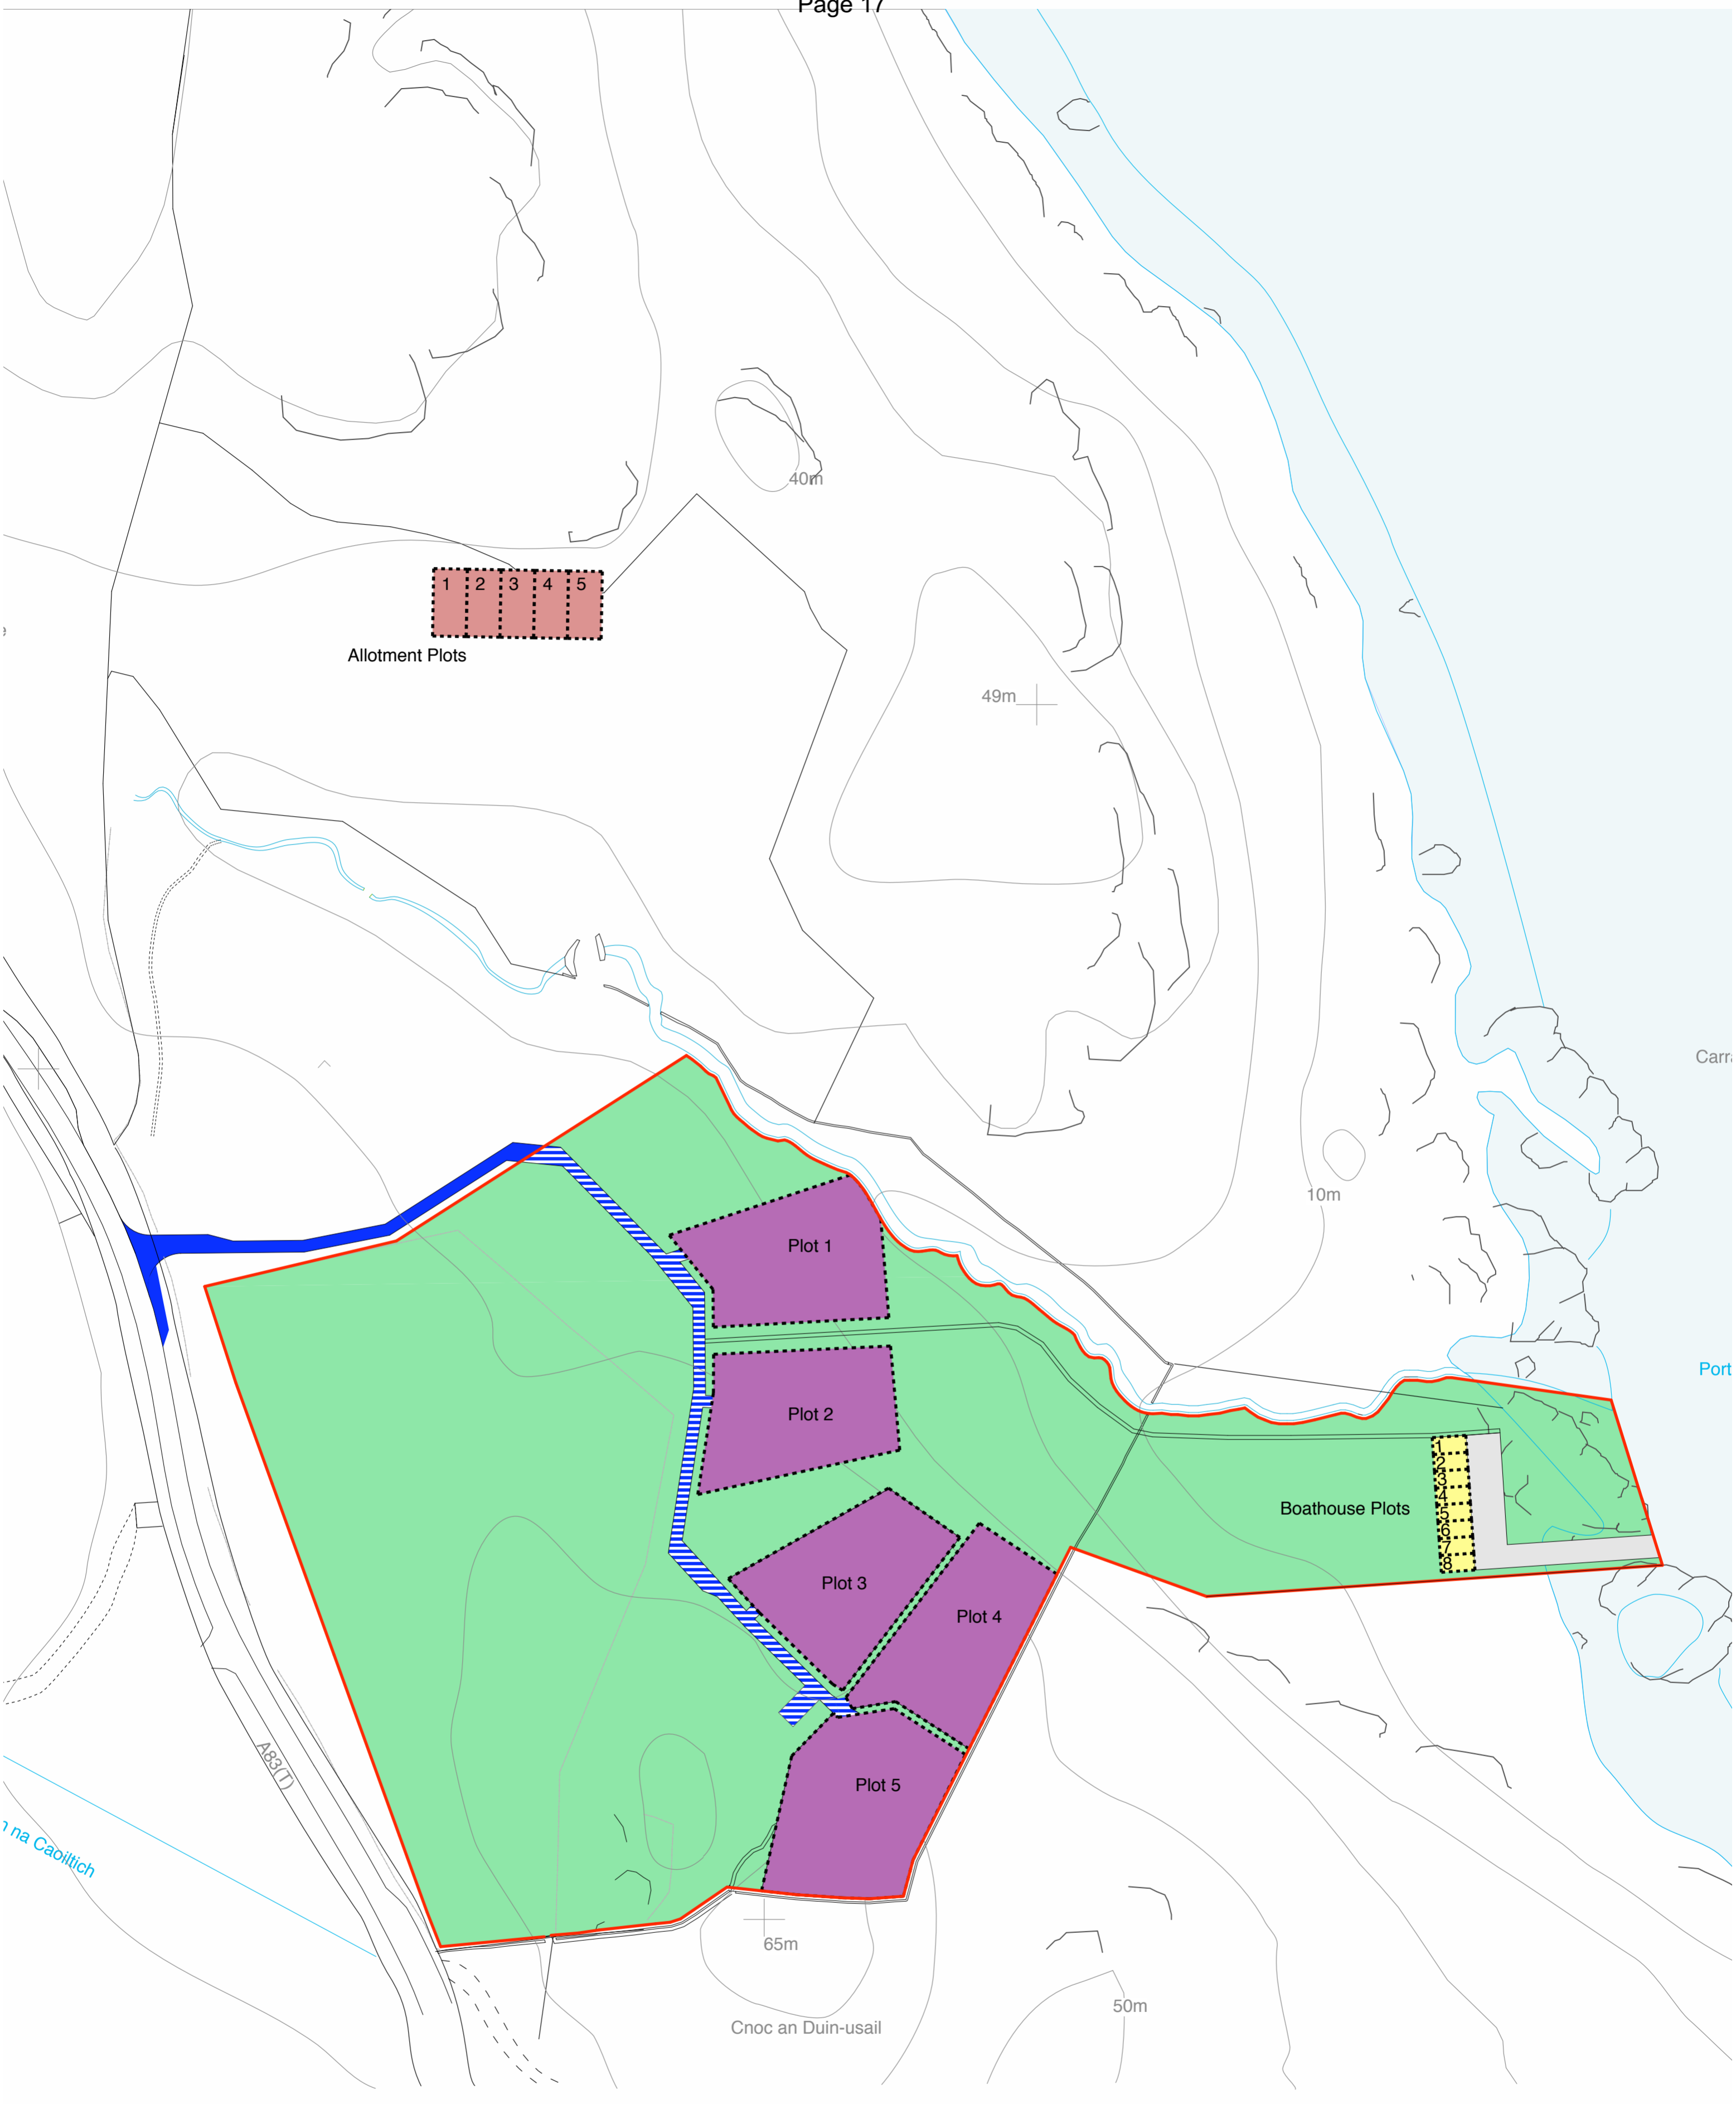 Page 17
40m
1 2 3 4 5
Allotment Plots
49m
Carra
10m
Plot 1
Port
Plot 2
1
2
3
4
5
6
7
8
Boathouse Plots
Plot 3
Plot 4
A83(T)
Plot 5
n na Caoiltich
65m
50m
Cnoc an Duin-usail